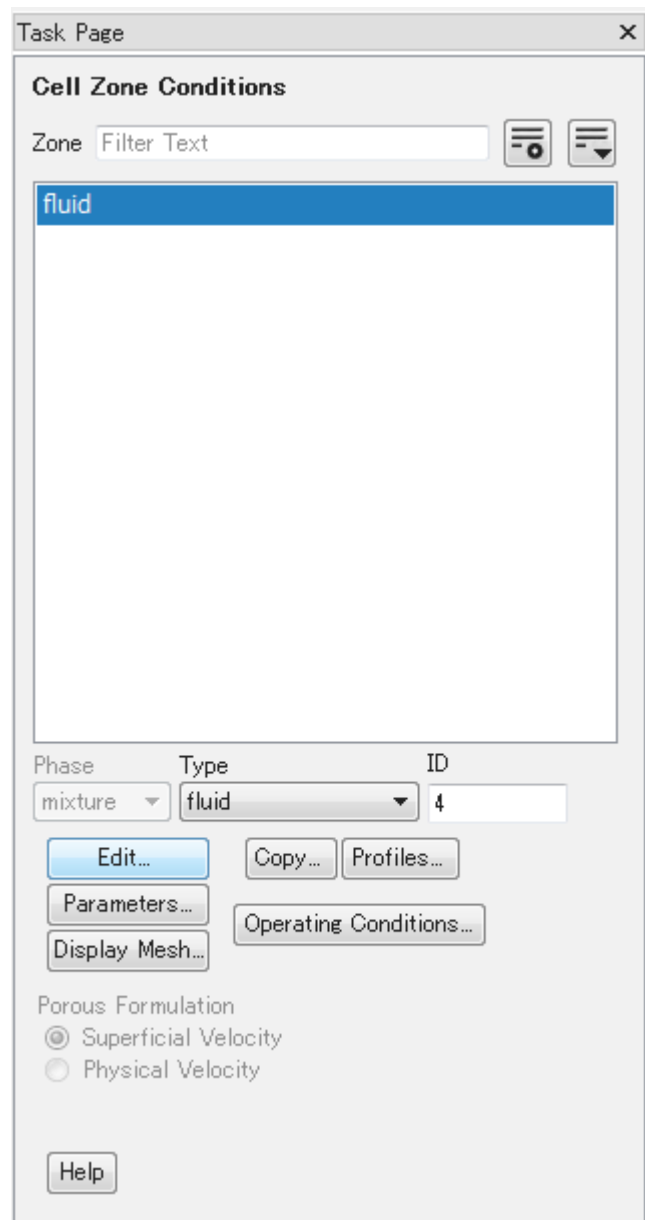 Task Page
Cell Zone Conditions
Zone Filter Text
fluid
Phase Type ID
mixture fluid 4
Edit... Copy... Profiles...
Parameters...
Operating Conditions...
Display Mesh...
Porous Formulation
Superficial Velocity
Physical Velocity
Help